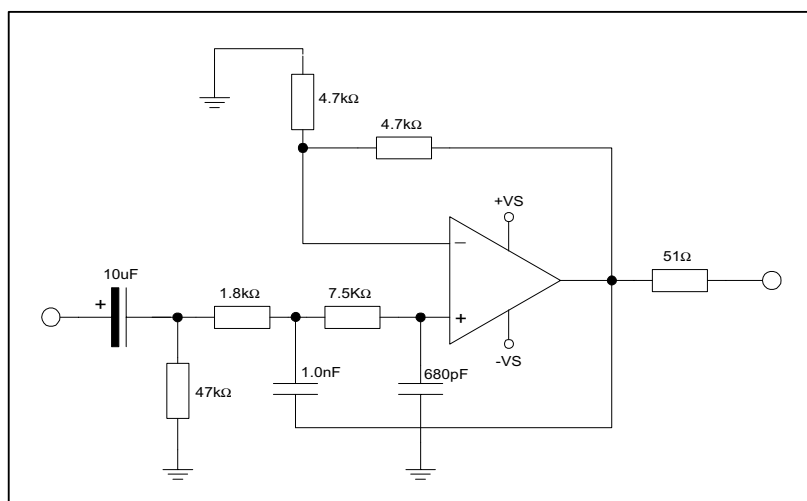 4.7kΩ
4.7kΩ
+VS
−
51Ω
10uF
+
1.8kΩ
7.5KΩ
+
-VS
1.0nF
680pF
47kΩ